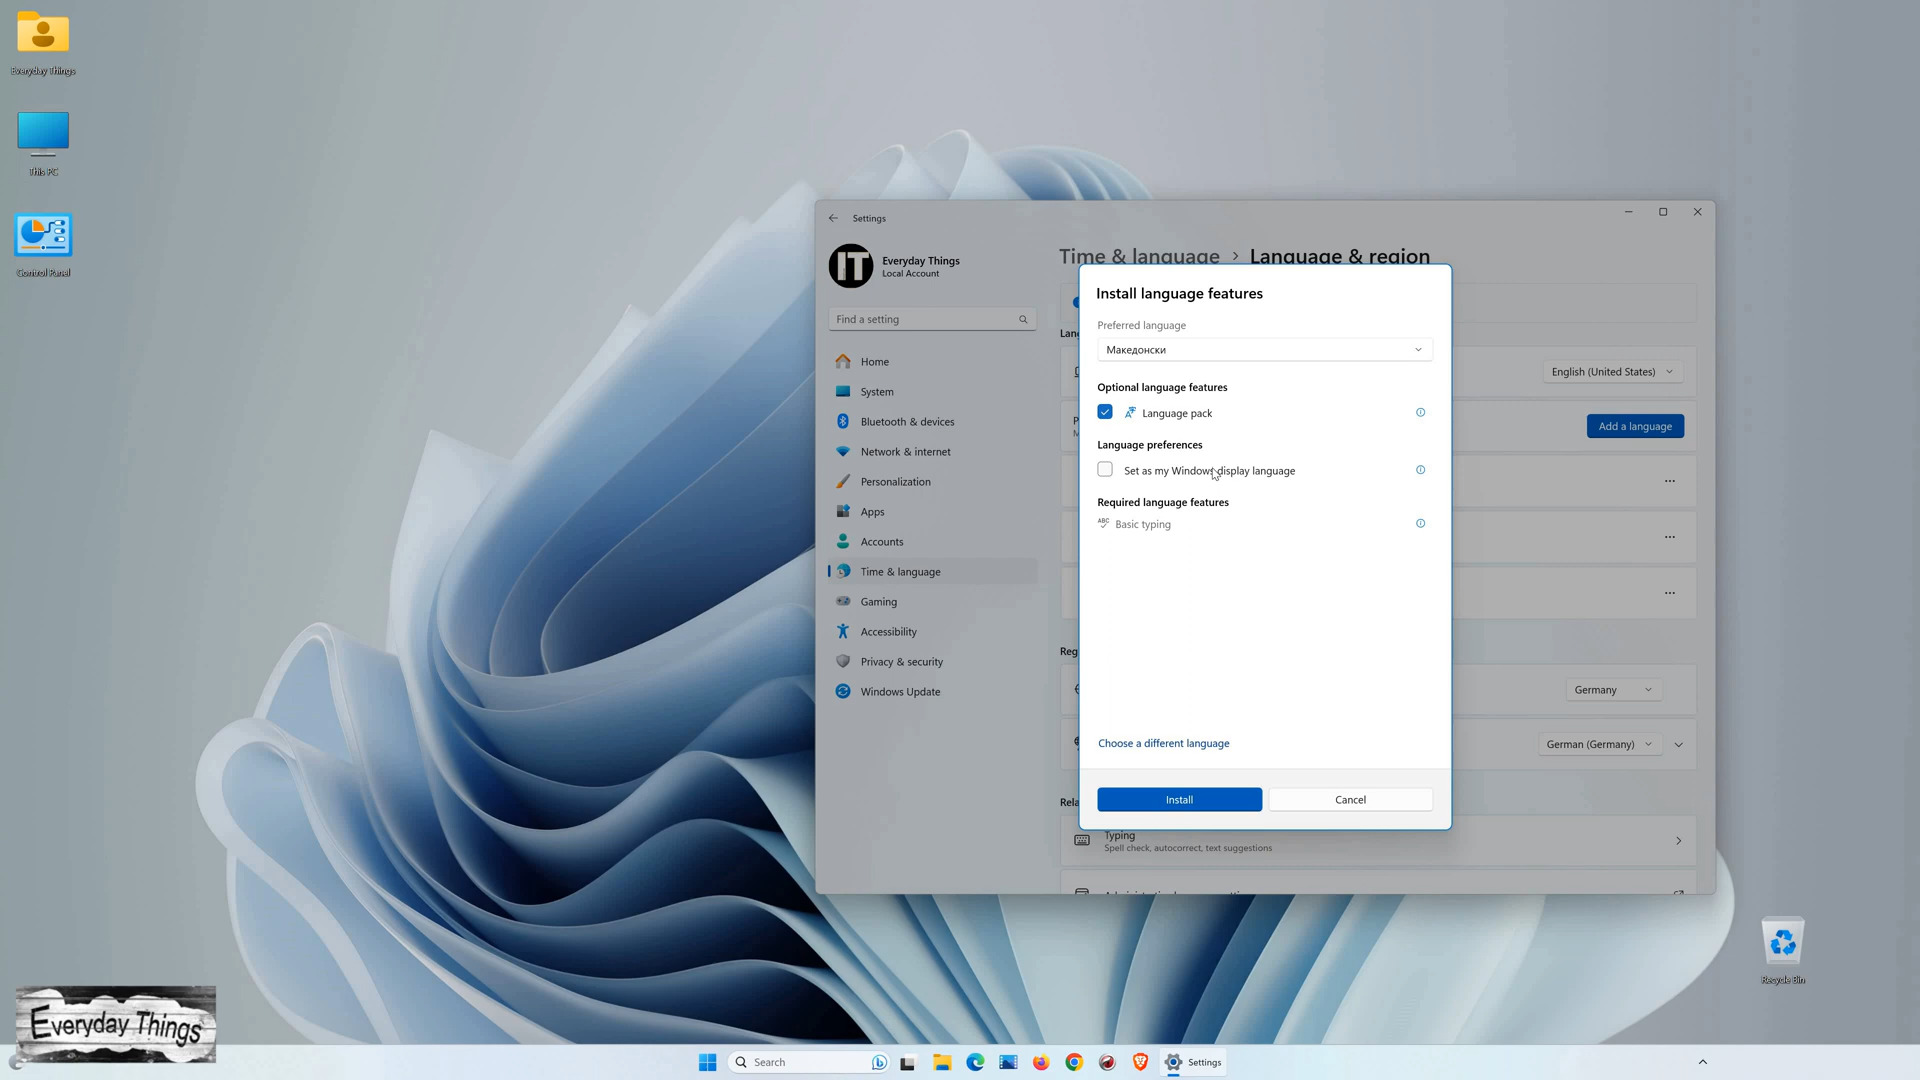 Everyday Things
This PC
Control Panel
Settings
IT
Everyday Things
Local Account
Find a setting
Home
System
Bluetooth & devices
Network & internet
Personalization
Apps
Accounts
Time & language
Gaming
Accessibility
Privacy & security
Windows Update
Time & language › Language & region
Lan
English (United States)
P
M
Add a language
Reg
Germany
German (Germany)
Rela
Typing
Spell check, autocorrect, text suggestions
Install language features
Preferred language
Македонски
Optional language features
Language pack
Language preferences
Set as my Windows display language
Required language features
ABC
Basic typing
Choose a different language
Install
Cancel
Recycle Bin
Everyday Things
Search
Settings